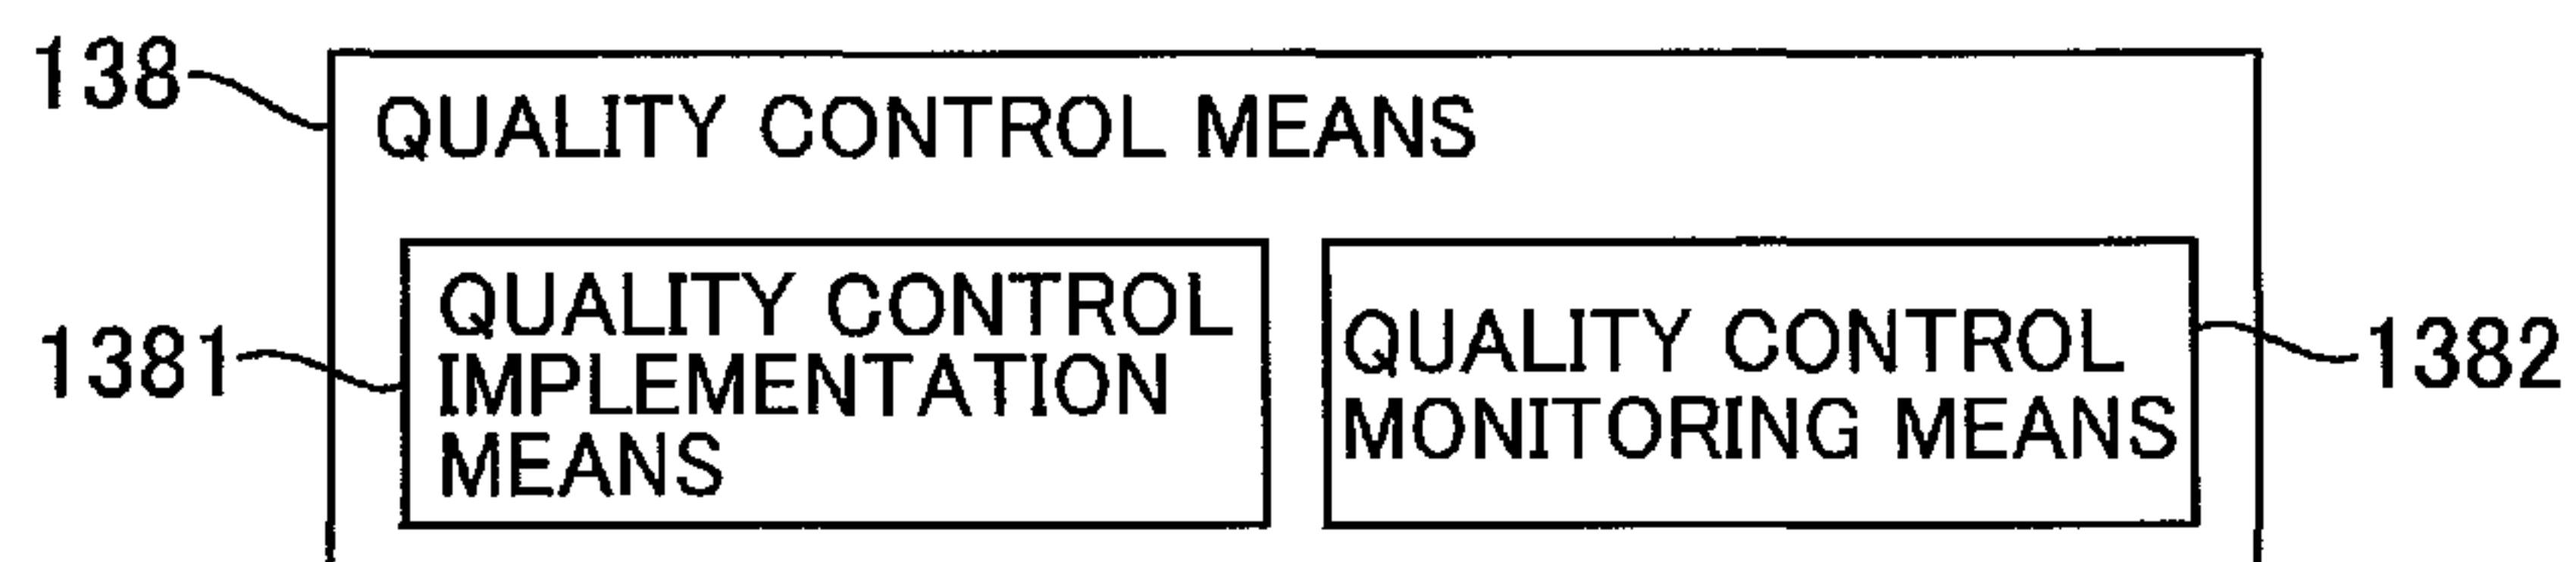 138
QUALITY CONTROL MEANS
1381
QUALITY CONTROL
IMPLEMENTATION
MEANS
QUALITY CONTROL
MONITORING MEANS
1382